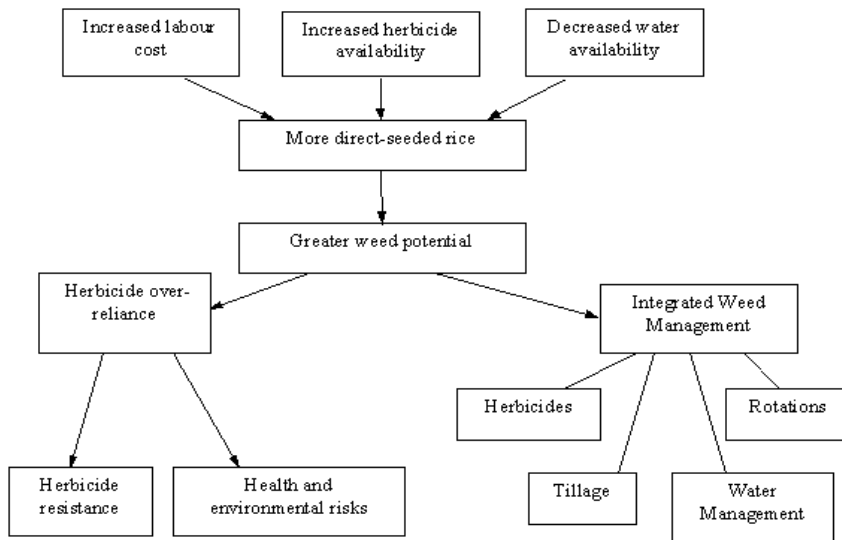 Increased labour
cost
Increased herbicide
availability
Decreased water
availability
More direct-seeded rice
Greater weed potential
Herbicide over-
reliance
Integrated Weed
Management
Herbicides
Rotations
Herbicide
resistance
Health and
environmental risks
Tillage
Water
Management